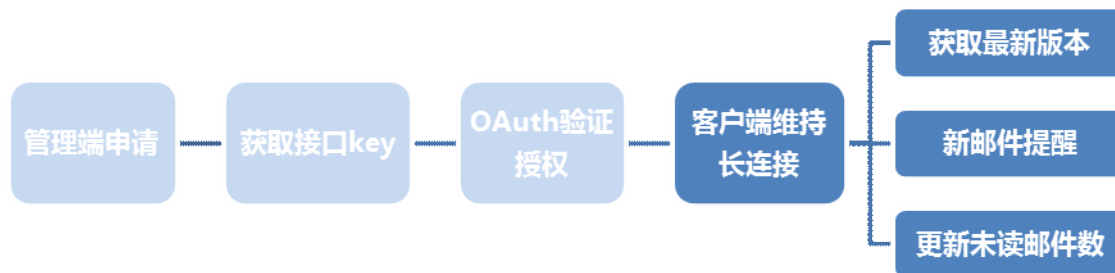 管理端申请
获取接口key
OAuth验证
授权
客户端维持
长连接
获取最新版本
新邮件提醒
更新未读邮件数